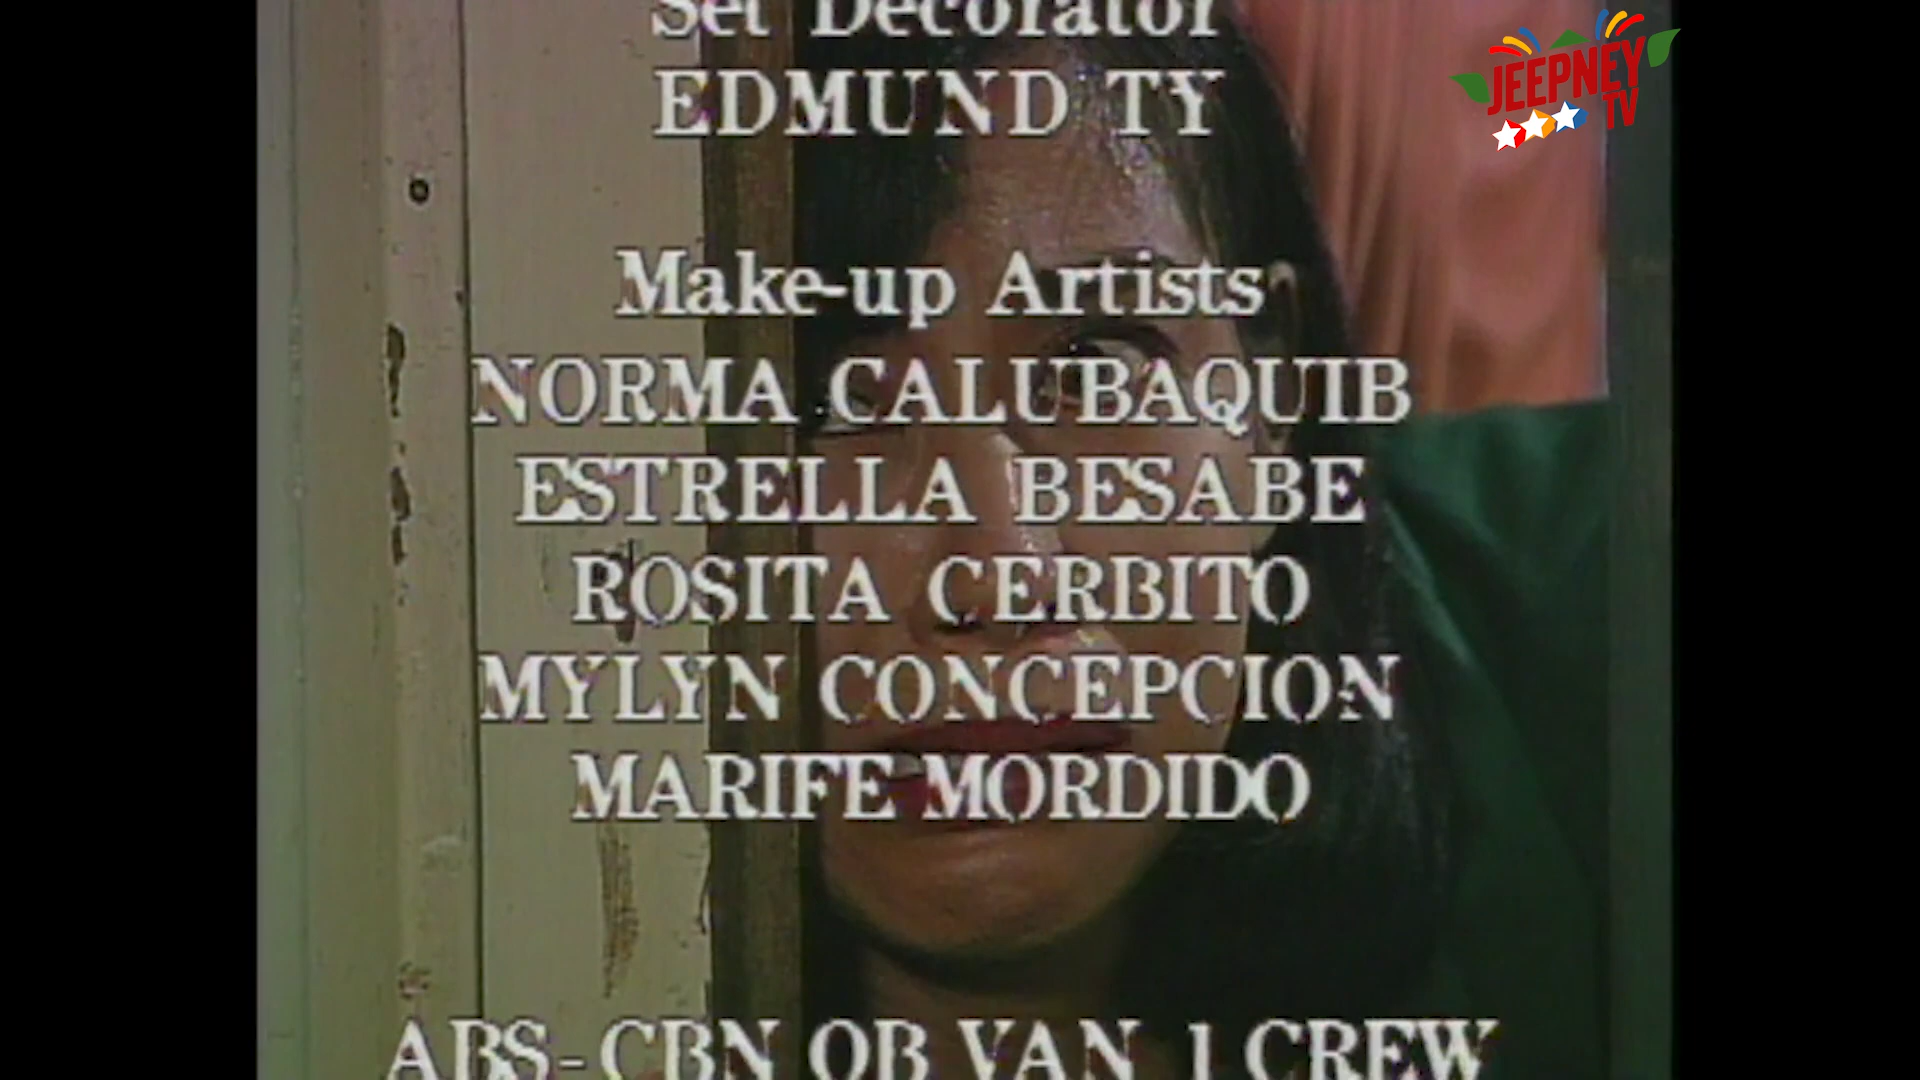 Set Decorator
EDMUND TY
JEEPNEY
TV
Make-up Artists
NORMA CALUBAQUIB
ESTRELLA BESABE
ROSITA CERBITO
MYLYN CONCEPCION
MARIFE MORDIDO
ABS-CBN OB VAN 1 CREW